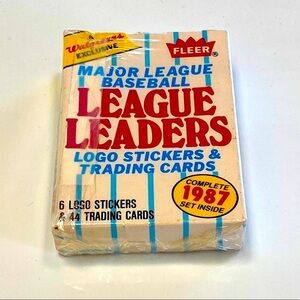 A
Walgreens
EXCLUSIVE
FLEER
MAJOR LEAGUE
BASEBALL
LEAGUE
LEADERS
LOGO STICKERS &
TRADING CARDS
COMPLETE
1987
SET INSIDE
6 LOGO STICKERS
& 44 TRADING CARDS